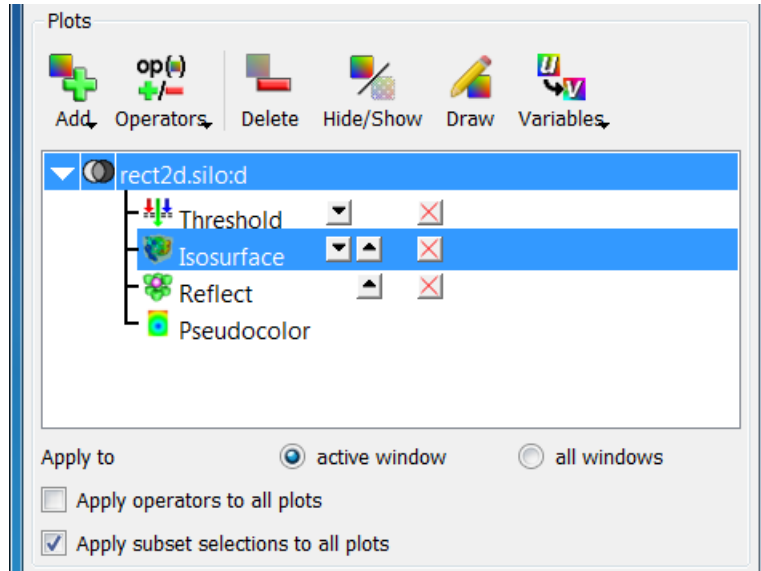 Plots
op(▪)
+/−
Add Operators Delete Hide/Show Draw Variables
rect2d.silo:d
Threshold
Isosurface
Reflect
Pseudocolor
Apply to active window all windows
Apply operators to all plots
Apply subset selections to all plots